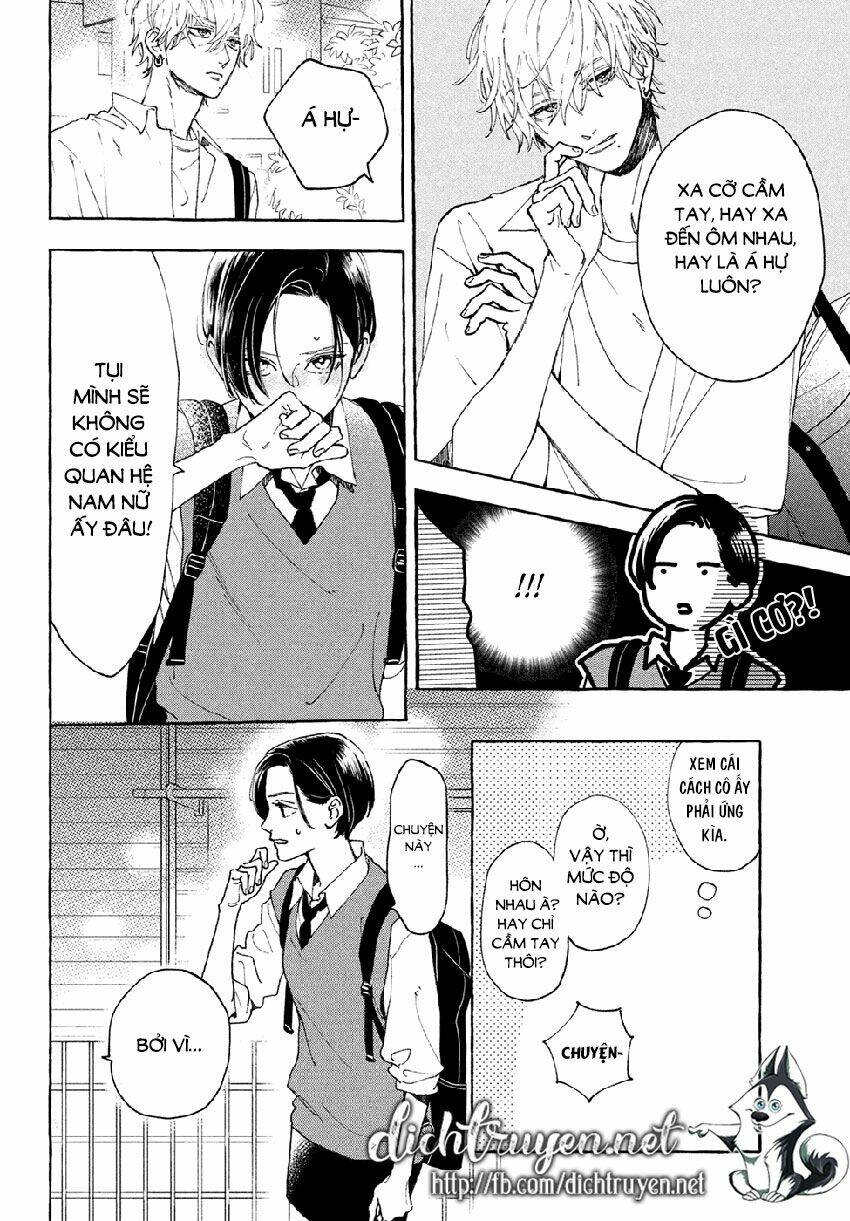 XA CỠ CẦM
TAY, HAY XA
ĐẾN ÔM NHAU,
HAY LÀ Á HỰ
LUÔN?
Á HỰ-
!!!
GÌ CƠ?!
TỤI
MÌNH SẼ
KHÔNG
CÓ KIỂU
QUAN HỆ
NAM NỮ
ẤY ĐÂU!
XEM CÁI
CÁCH CÔ ẤY
PHẢI ỨNG
KÌA.
Ờ,
VẬY THÌ
MỨC ĐỘ
NÀO?
HÔN
NHAU À?
HAY CHỈ
CẦM TAY
THÔI?
CHUYỆN-
CHUYỆN
NÀY
...
BỞI VÌ...
dichtruyen.net
http://fb.com/dichtruyen.net